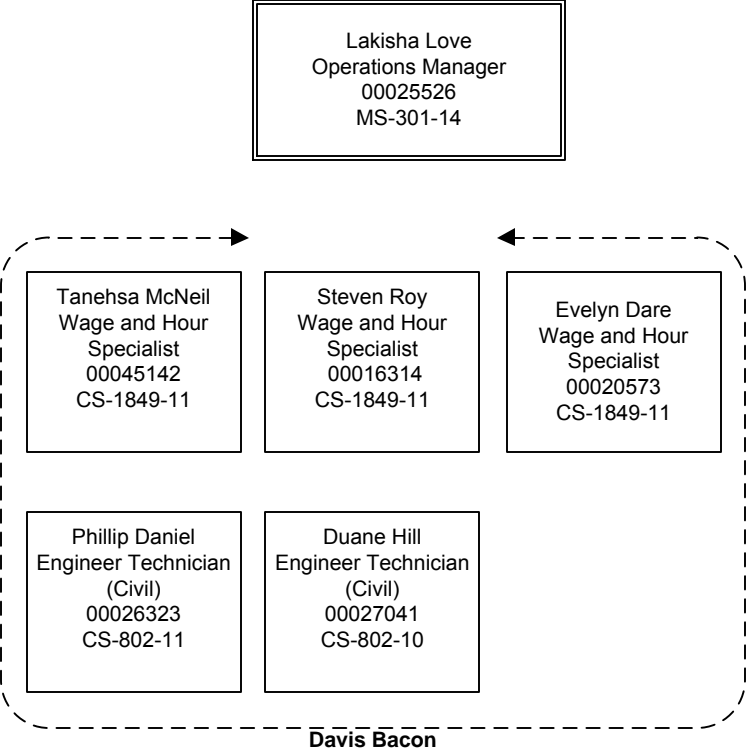 Lakisha Love
Operations Manager
00025526
MS-301-14
Tanehsa McNeil
Wage and Hour
Specialist
00045142
CS-1849-11
Steven Roy
Wage and Hour
Specialist
00016314
CS-1849-11
Evelyn Dare
Wage and Hour
Specialist
00020573
CS-1849-11
Phillip Daniel
Engineer Technician
(Civil)
00026323
CS-802-11
Duane Hill
Engineer Technician
(Civil)
00027041
CS-802-10
Davis Bacon